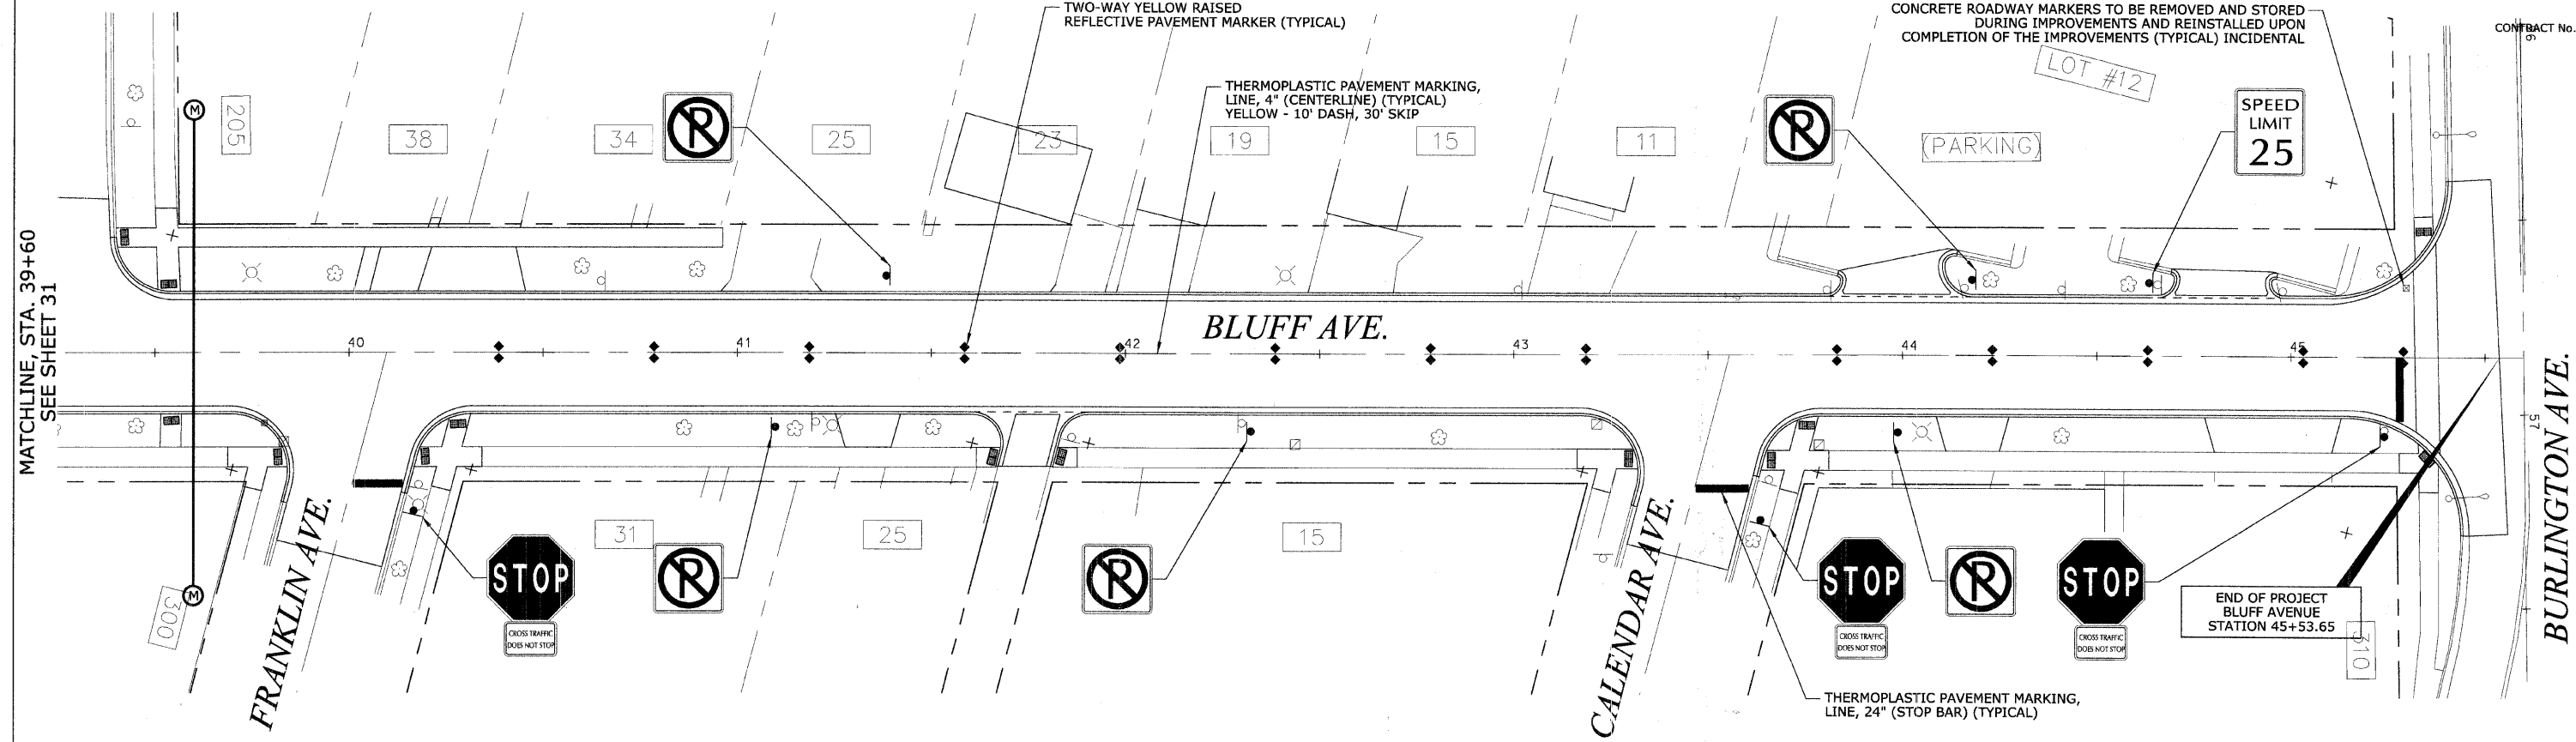 TWO-WAY YELLOW RAISED
REFLECTIVE PAVEMENT MARKER (TYPICAL)
CONCRETE ROADWAY MARKERS TO BE REMOVED AND STORED
DURING IMPROVEMENTS AND REINSTALLED UPON
COMPLETION OF THE IMPROVEMENTS (TYPICAL) INCIDENTAL
CONTRACT No.
56
LOT #12
THERMOPLASTIC PAVEMENT MARKING,
LINE, 4" (CENTERLINE) (TYPICAL)
YELLOW - 10' DASH, 30' SKIP
SPEED
LIMIT
25
M
205
38
34
P
25
23
19
15
11
P
(PARKING)
MATCHLINE, STA. 39+60
SEE SHEET 31
BLUFF AVE.
40
41
42
43
44
45
57
BURLINGTON AVE.
FRANKLIN AVE.
CALENDAR AVE.
M
300
STOP
CROSS TRAFFIC
DOES NOT STOP
31
P
25
P
15
STOP
CROSS TRAFFIC
DOES NOT STOP
P
STOP
CROSS TRAFFIC
DOES NOT STOP
END OF PROJECT
BLUFF AVENUE
STATION 45+53.65
310
THERMOPLASTIC PAVEMENT MARKING,
LINE, 24" (STOP BAR) (TYPICAL)